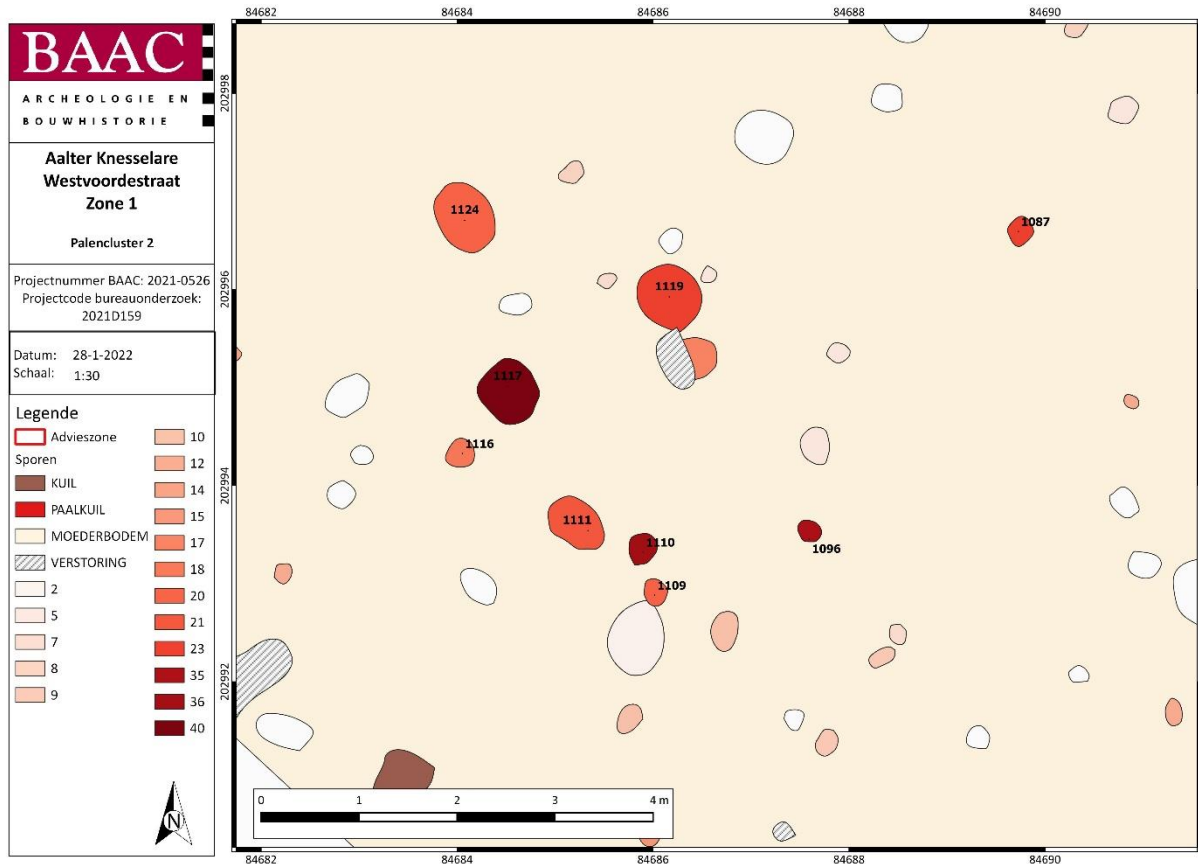 BAAC
ARCHEOLOGIE EN
BOUWHISTORIE
Aalter Knesselare
Westvoordestraat
Zone 1
Palencluster 2
Projectnummer BAAC: 2021-0526
Projectcode bureauonderzoek:
2021D159
Datum: 28-1-2022
Schaal: 1:30
Legende
Advieszone
Sporen
KUIL
PAALKUIL
MOEDERBODEM
VERSTORING
2
5
7
8
9
10
12
14
15
17
18
20
21
23
35
36
40
N
84682 84684 84686 84688 84690
202998
202996
202994
202992
1124
1087
1119
1117
1116
1111
1110
1096
1109
0 1 2 3 4 m
84682 84684 84686 84688 84690